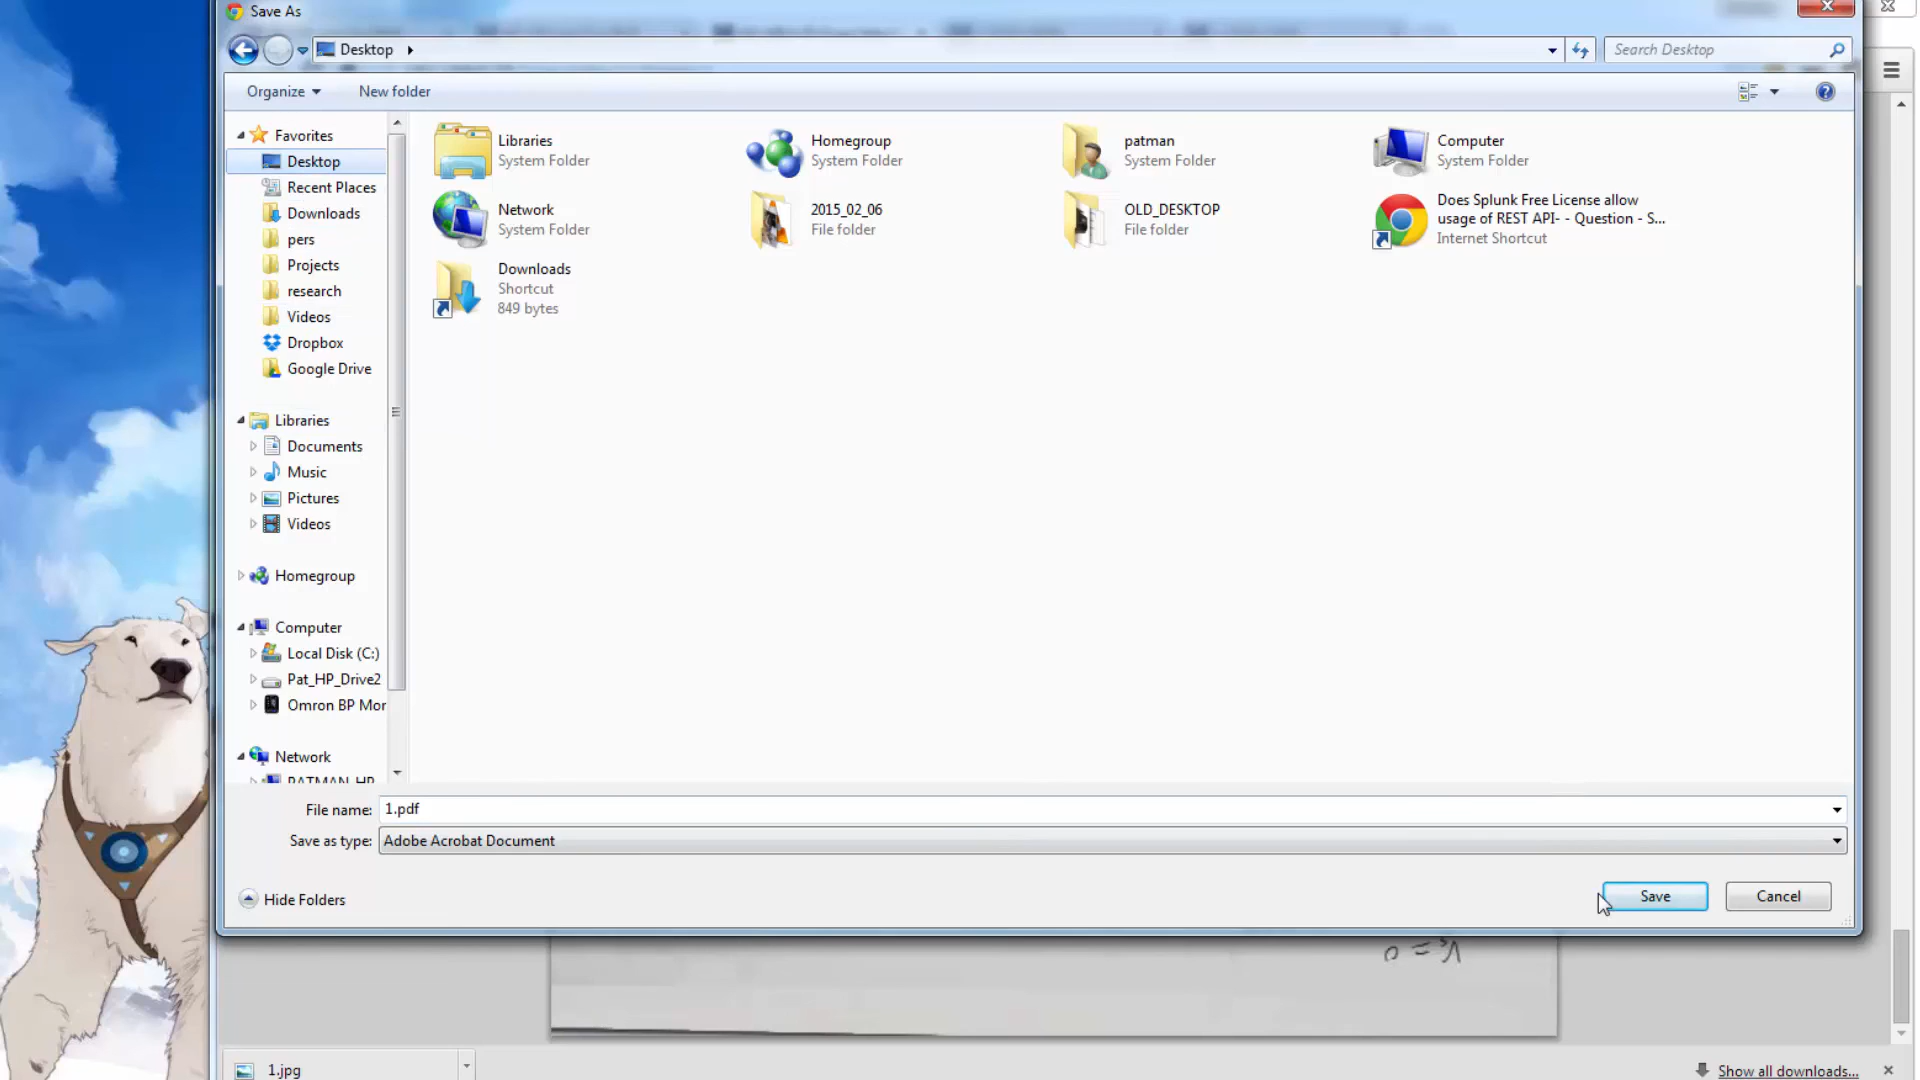 Save As
Desktop
Search Desktop
Organize
New folder
Favorites
Desktop
Recent Places
Downloads
pers
Projects
research
Videos
Dropbox
Google Drive
Libraries
Documents
Music
Pictures
Videos
Homegroup
Computer
Local Disk (C:)
Pat_HP_Drive2
Omron BP Mor
Network
PATMAN_HP
Libraries
System Folder
Homegroup
System Folder
patman
System Folder
Computer
System Folder
Network
System Folder
2015_02_06
File folder
OLD_DESKTOP
File folder
Does Splunk Free License allow
usage of REST API- - Question - S...
Internet Shortcut
Downloads
Shortcut
849 bytes
File name: 1.pdf
Save as type: Adobe Acrobat Document
Hide Folders
Save
Cancel
1.jpg
Show all downloads...